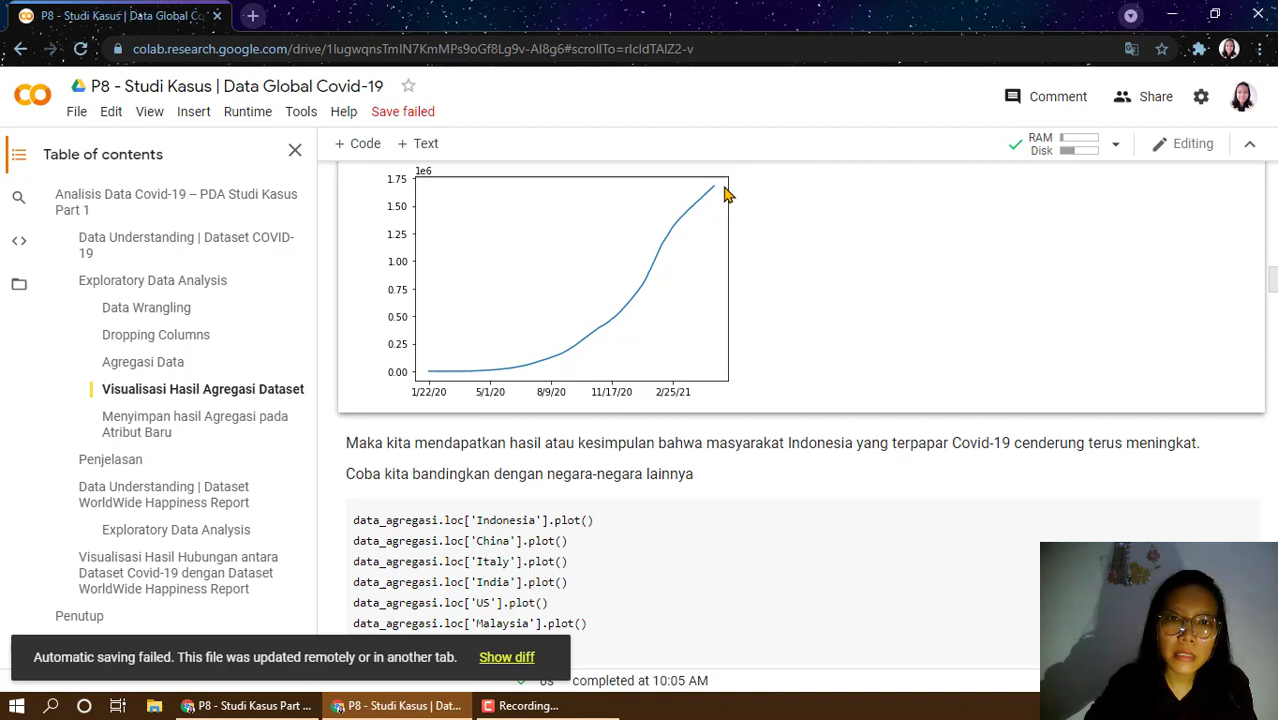 P8 - Studi Kasus | Data Global Co
colab.research.google.com/drive/1lugwqnsTmIN7KmMPs9oGf8Lg9v-AI8g6#scrollTo=rIcIdTAlZ2-v
P8 - Studi Kasus | Data Global Covid-19
File Edit View Insert Runtime Tools Help Save failed
Comment Share
+ Code + Text
RAM
Disk
Editing
Table of contents
Analisis Data Covid-19 – PDA Studi Kasus
Part 1
Data Understanding | Dataset COVID-
19
Exploratory Data Analysis
Data Wrangling
Dropping Columns
Agregasi Data
Visualisasi Hasil Agregasi Dataset
Menyimpan hasil Agregasi pada
Atribut Baru
Penjelasan
Data Understanding | Dataset
WorldWide Happiness Report
Exploratory Data Analysis
Visualisasi Hasil Hubungan antara
Dataset Covid-19 dengan Dataset
WorldWide Happiness Report
Penutup
1e6
1.75
1.50
1.25
1.00
0.75
0.50
0.25
0.00
1/22/20 5/1/20 8/9/20 11/17/20 2/25/21
Maka kita mendapatkan hasil atau kesimpulan bahwa masyarakat Indonesia yang terpapar Covid-19 cenderung terus meningkat.
Coba kita bandingkan dengan negara-negara lainnya
data_agregasi.loc['Indonesia'].plot()
data_agregasi.loc['China'].plot()
data_agregasi.loc['Italy'].plot()
data_agregasi.loc['India'].plot()
data_agregasi.loc['US'].plot()
data_agregasi.loc['Malaysia'].plot()
Automatic saving failed. This file was updated remotely or in another tab. Show diff
completed at 10:05 AM
P8 - Studi Kasus Part ...
P8 - Studi Kasus | Dat...
Recording...